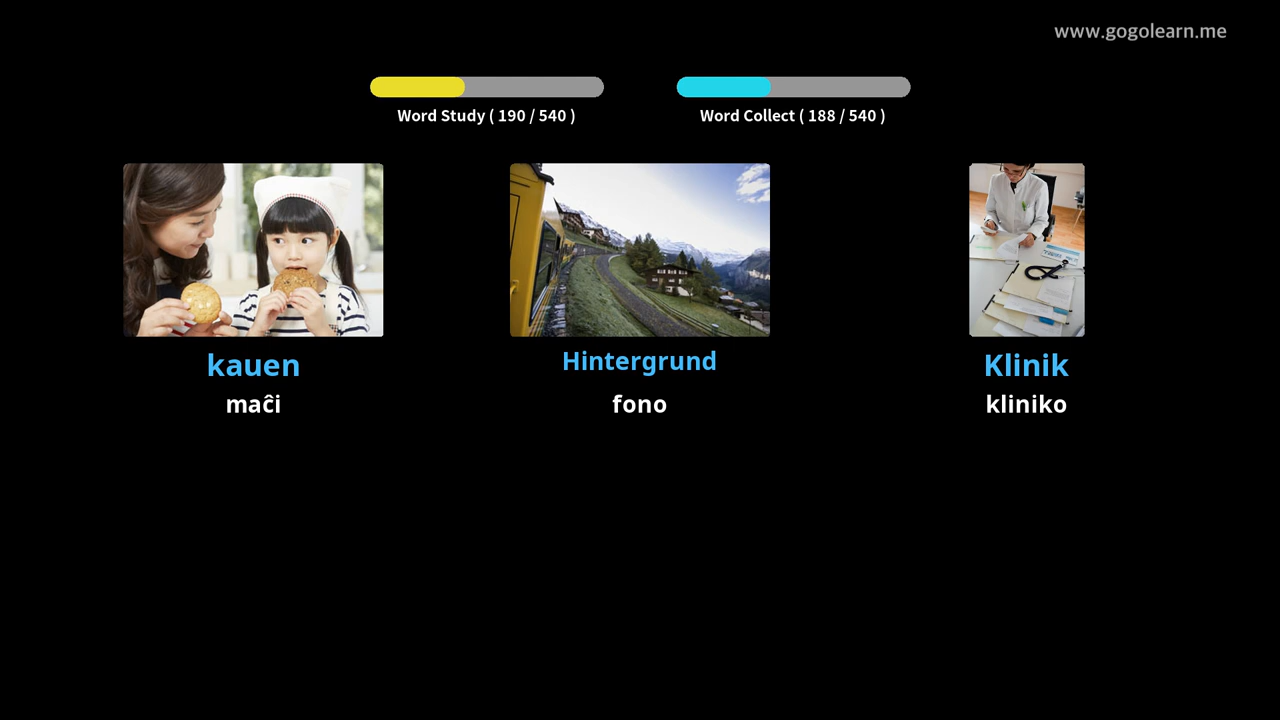 www.gogolearn.me
Word Study ( 190 / 540 )
Word Collect ( 188 / 540 )
kauen
Hintergrund
Klinik
maĉi
fono
kliniko